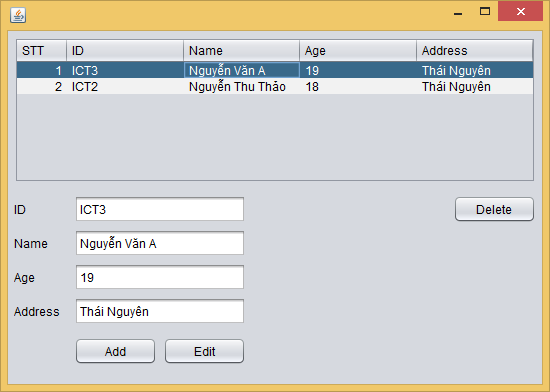 STT ID Name Age Address
1 ICT3 Nguyễn Văn A 19 Thái Nguyên
2 ICT2 Nguyễn Thu Thảo 18 Thái Nguyên
ID ICT3 Delete
Name Nguyễn Văn A
Age 19
Address Thái Nguyên
Add Edit